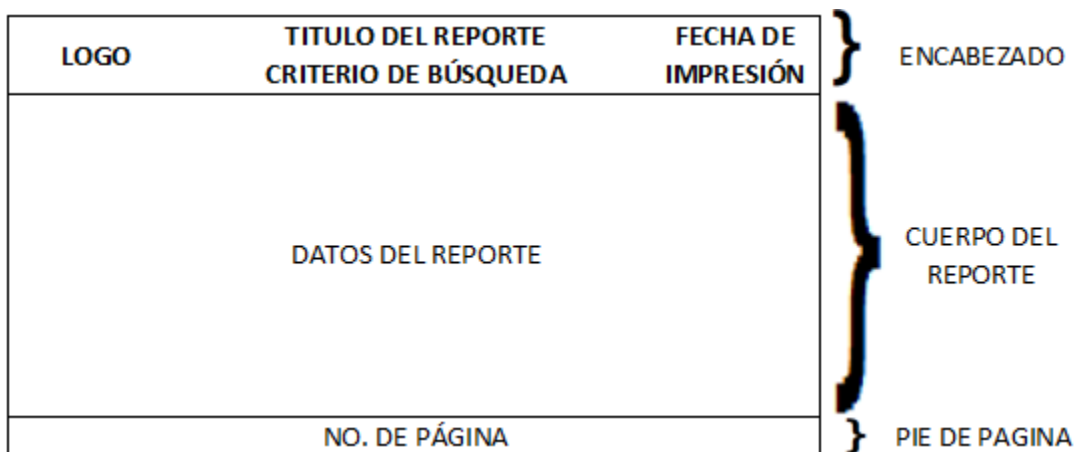 LOGO
TITULO DEL REPORTE
CRITERIO DE BÚSQUEDA
FECHA DE
IMPRESIÓN
ENCABEZADO
DATOS DEL REPORTE
CUERPO DEL
REPORTE
NO. DE PÁGINA
PIE DE PAGINA